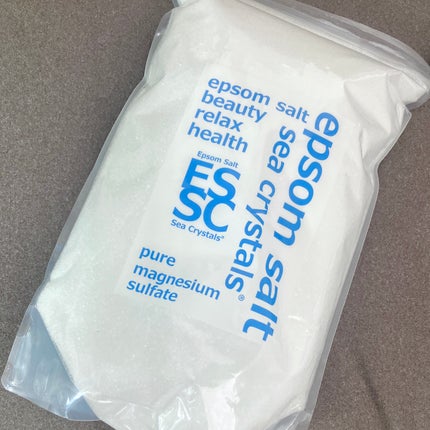 epsom salt
beauty
relax
health
Epsom Salt
ES
SC
Sea Crystals®
pure
magnesium
sulfate
epsom salt
sea crystals®